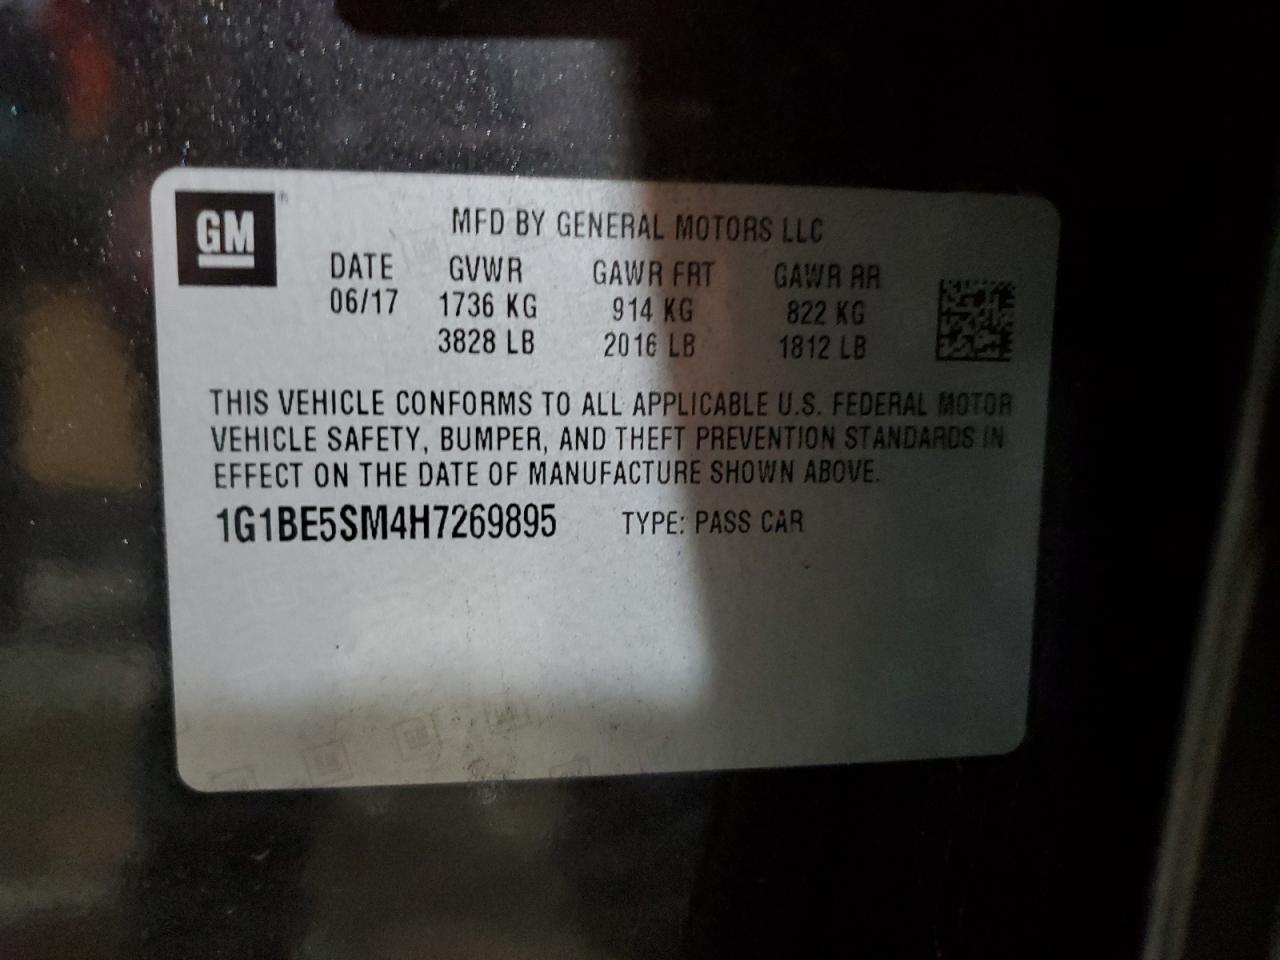 GM
MFD BY GENERAL MOTORS LLC
DATE GVWR GAWR FRT GAWR RR
06/17 1736 KG 914 KG 822 KG
3828 LB 2016 LB 1812 LB
THIS VEHICLE CONFORMS TO ALL APPLICABLE U.S. FEDERAL MOTOR
VEHICLE SAFETY, BUMPER, AND THEFT PREVENTION STANDARDS IN
EFFECT ON THE DATE OF MANUFACTURE SHOWN ABOVE.
1G1BE5SM4H7269895 TYPE: PASS CAR